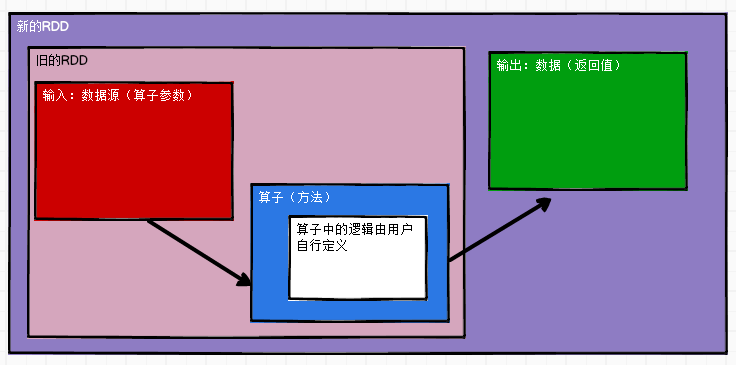 新的RDD
旧的RDD
输入：数据源（算子参数）
输出：数据（返回值）
算子（方法）
算子中的逻辑由用户
自行定义